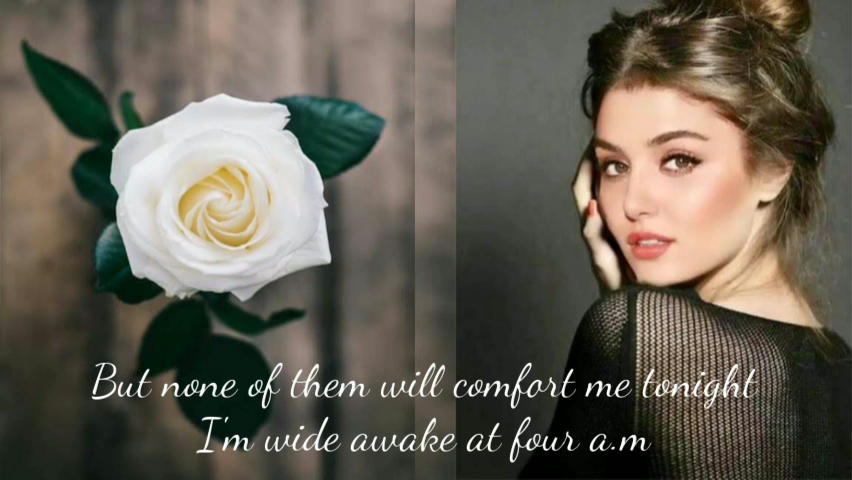 But none of them will comfort me tonight
I'm wide awake at four a.m